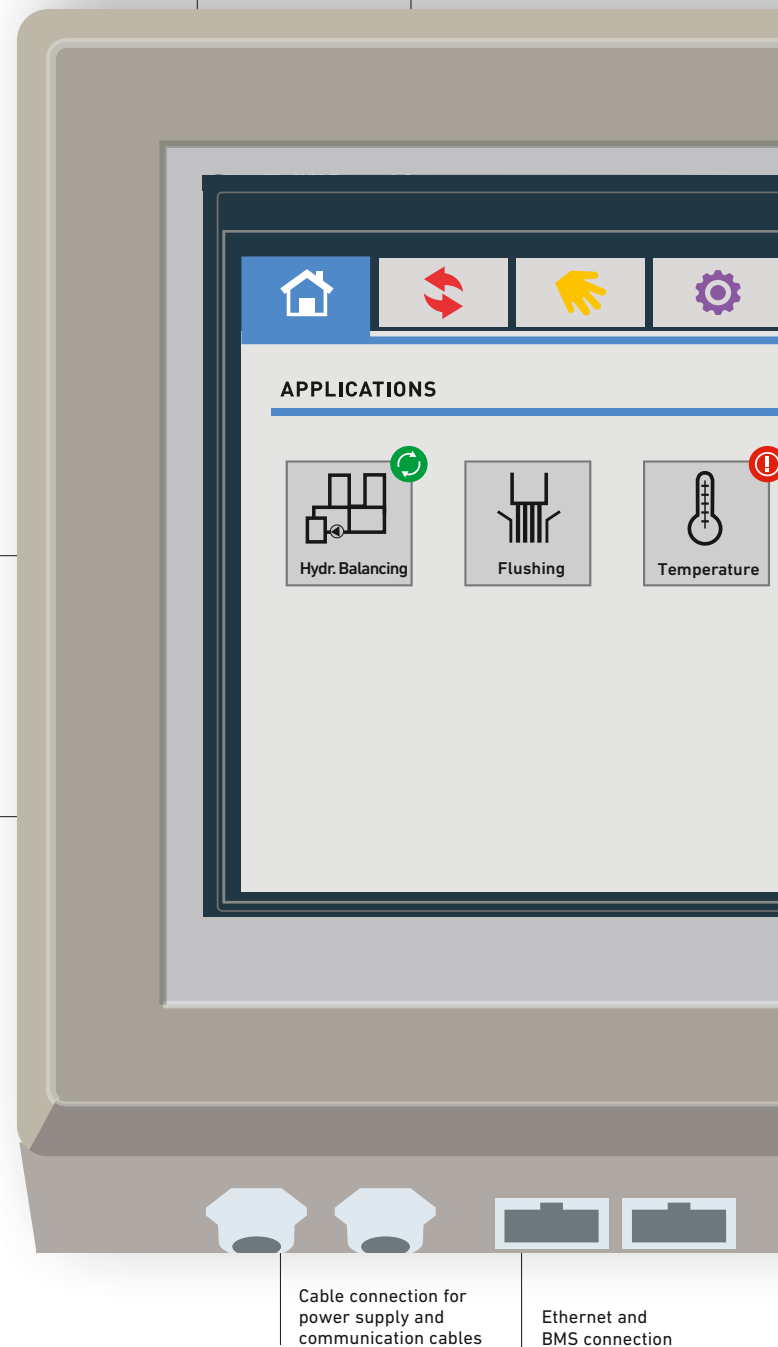 APPLICATIONS
Hydr. Balancing
Flushing
Temperature
Cable connection for
power supply and
communication cables
Ethernet and
BMS connection